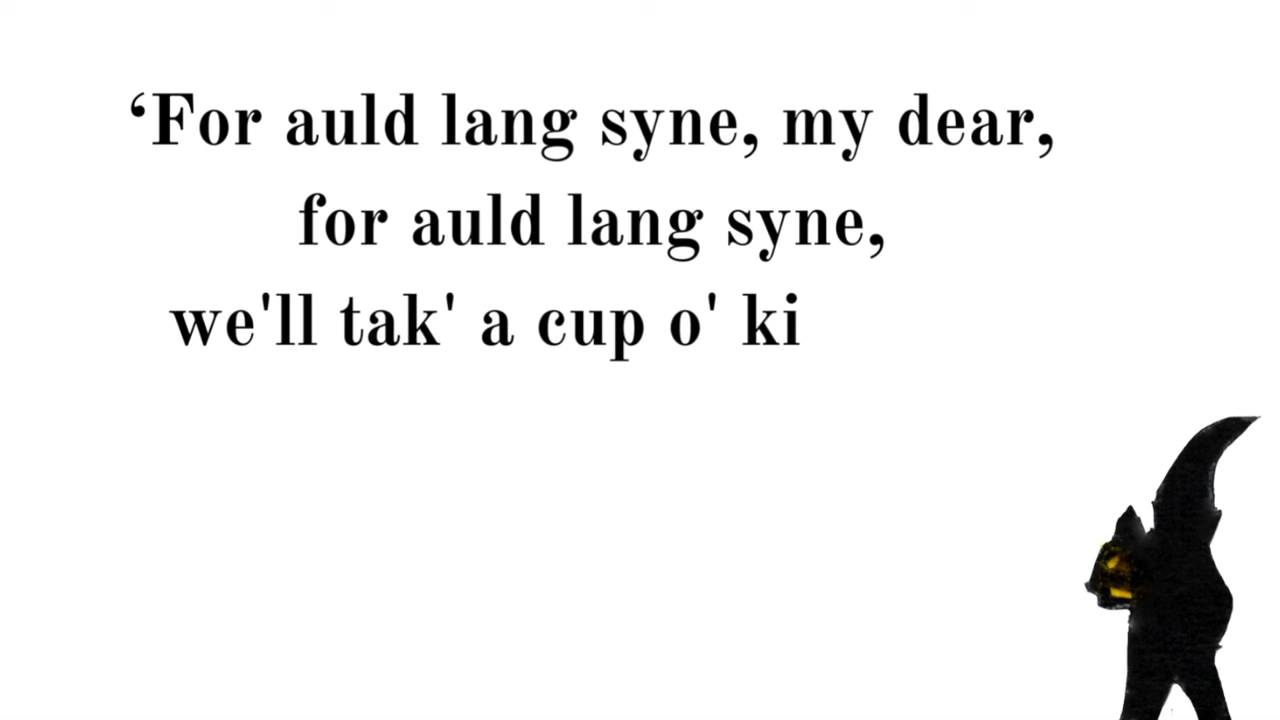 ‘For auld lang syne, my dear,
for auld lang syne,
we'll tak' a cup o' ki